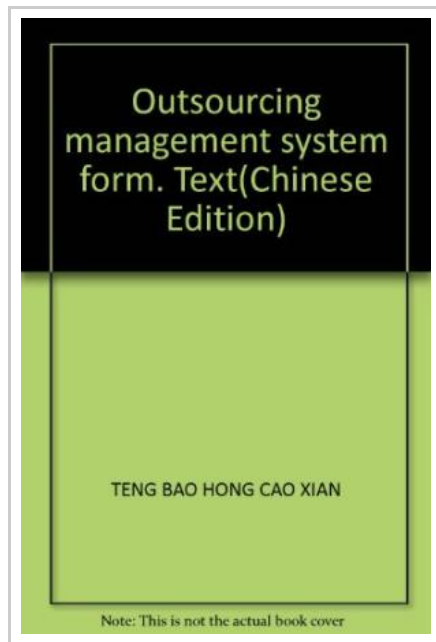 Outsourcing
management system
form. Text(Chinese
Edition)
TENG BAO HONG CAO XIAN
Note: This is not the actual book cover